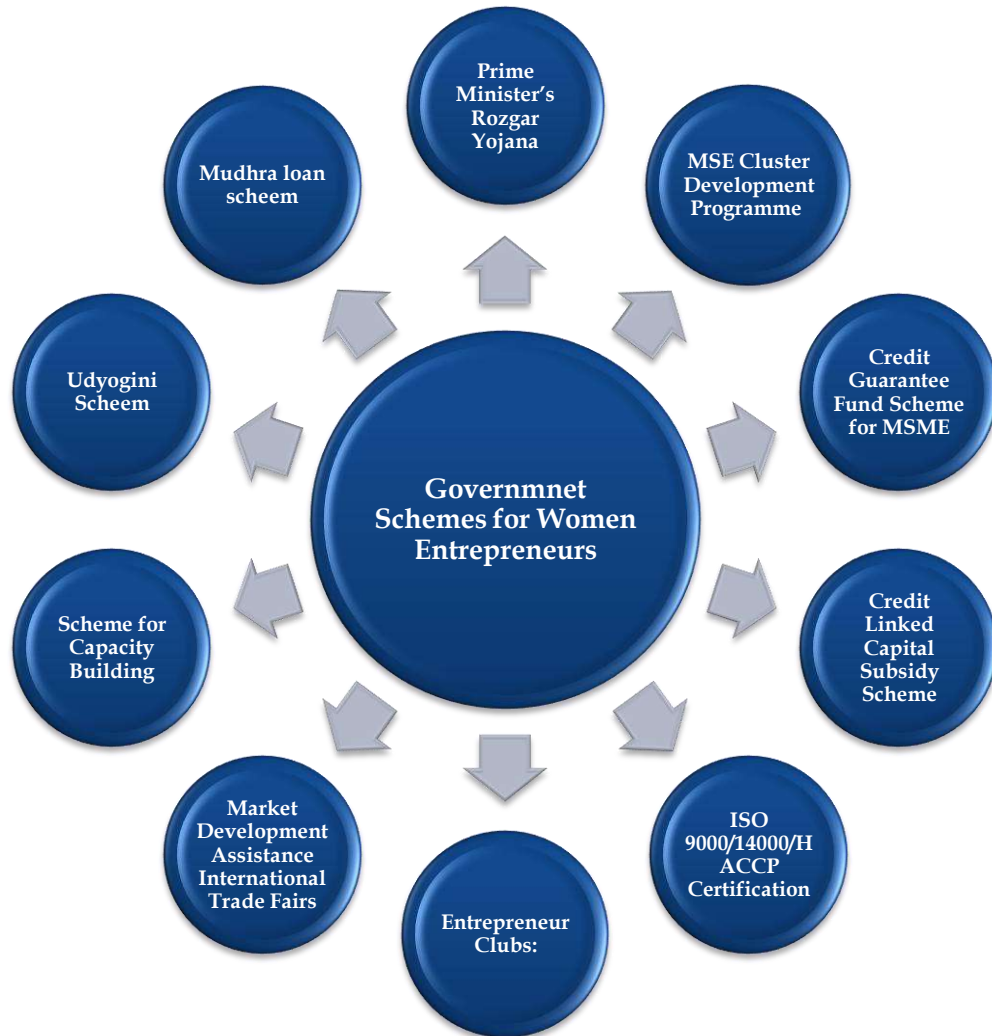 Prime
Minister's
Rozgar
Yojana
MSE Cluster
Development
Programme
Credit
Guarantee
Fund Scheme
for MSME
Credit
Linked
Capital
Subsidy
Scheme
ISO
9000/14000/H
ACCP
Certification
Entrepreneur
Clubs:
Market
Development
Assistance
International
Trade Fairs
Scheme for
Capacity
Building
Udyogini
Scheem
Mudhra loan
scheem
Governmnet
Schemes for Women
Entrepreneurs